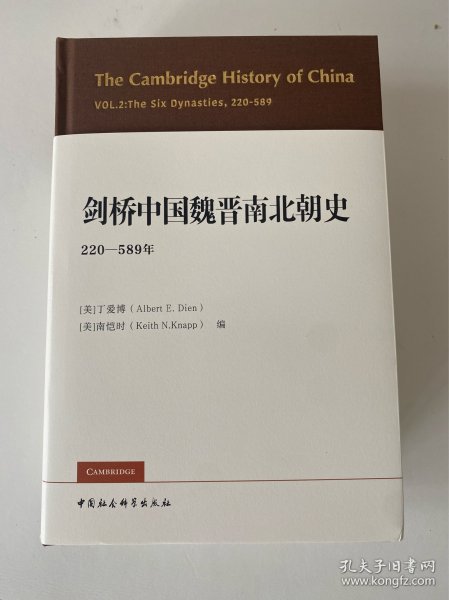 The Cambridge History of China
VOL.2:The Six Dynasties, 220-589
剑桥中国魏晋南北朝史
220—589年
[美]丁爱博（Albert E. Dien）
[美]南恺时（Keith N.Knapp） 编
CAMBRIDGE
中国社会科学出版社
孔夫子旧书网
www.kongfz.com